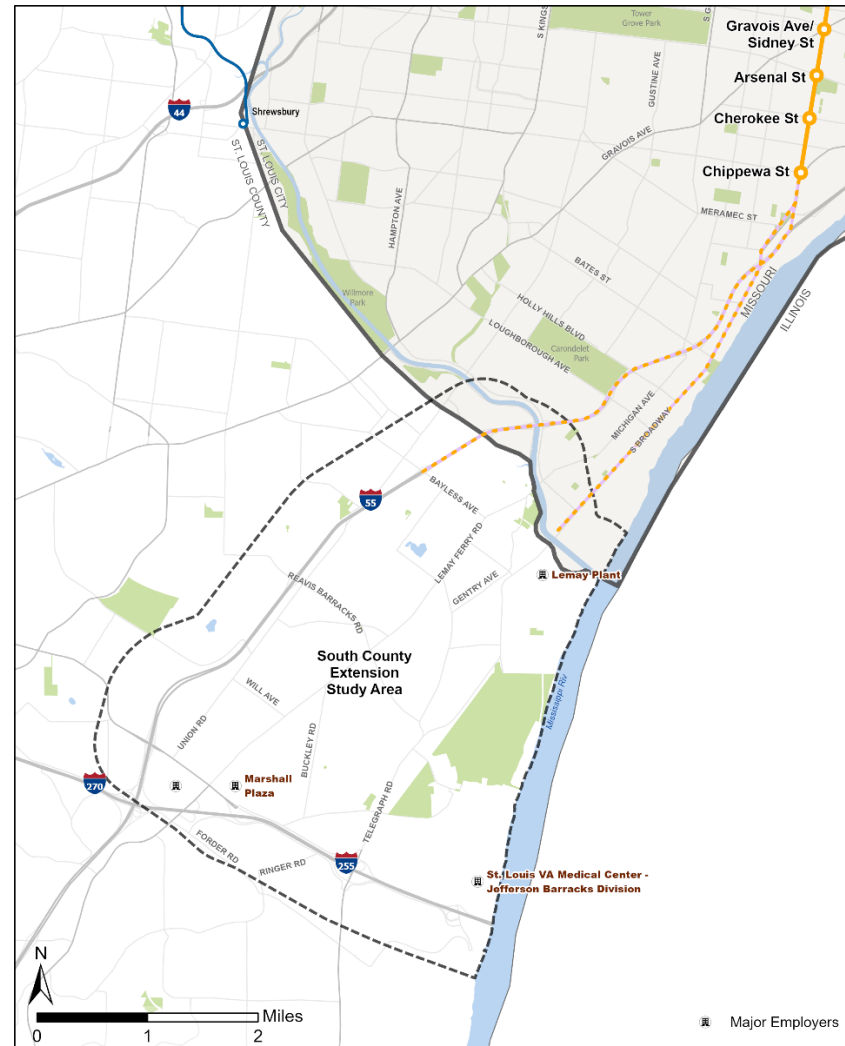 Tower
Grove Park
S KINGS
S G
Gravois Ave/
Sidney St
GUSTINE AVE
Arsenal St
44
Shrewsbury
Cherokee St
GRAVOIS AVE
ST. LOUIS CITY
ST. LOUIS COUNTY
Chippewa St
HAMPTON AVE
MERAMEC ST
BATES ST
MISSOURI
ILLINOIS
Willmore
Park
HOLLY HILLS BLVD
LOUGHBOROUGH AVE
Carondelet
Park
MICHIGAN AVE
S BROADWAY
55
BAYLESS AVE
LEMAY FERRY RD
GENTRY AVE
Lemay Plant
REAVIS BARRACKS RD
South County
Extension
Study Area
Mississippi Riv
WILL AVE
UNION RD
BUCKLEY RD
270
Marshall
Plaza
TELEGRAPH RD
FORDER RD
RINGER RD
255
St. Louis VA Medical Center -
Jefferson Barracks Division
N
Miles
0 1 2
Major Employers